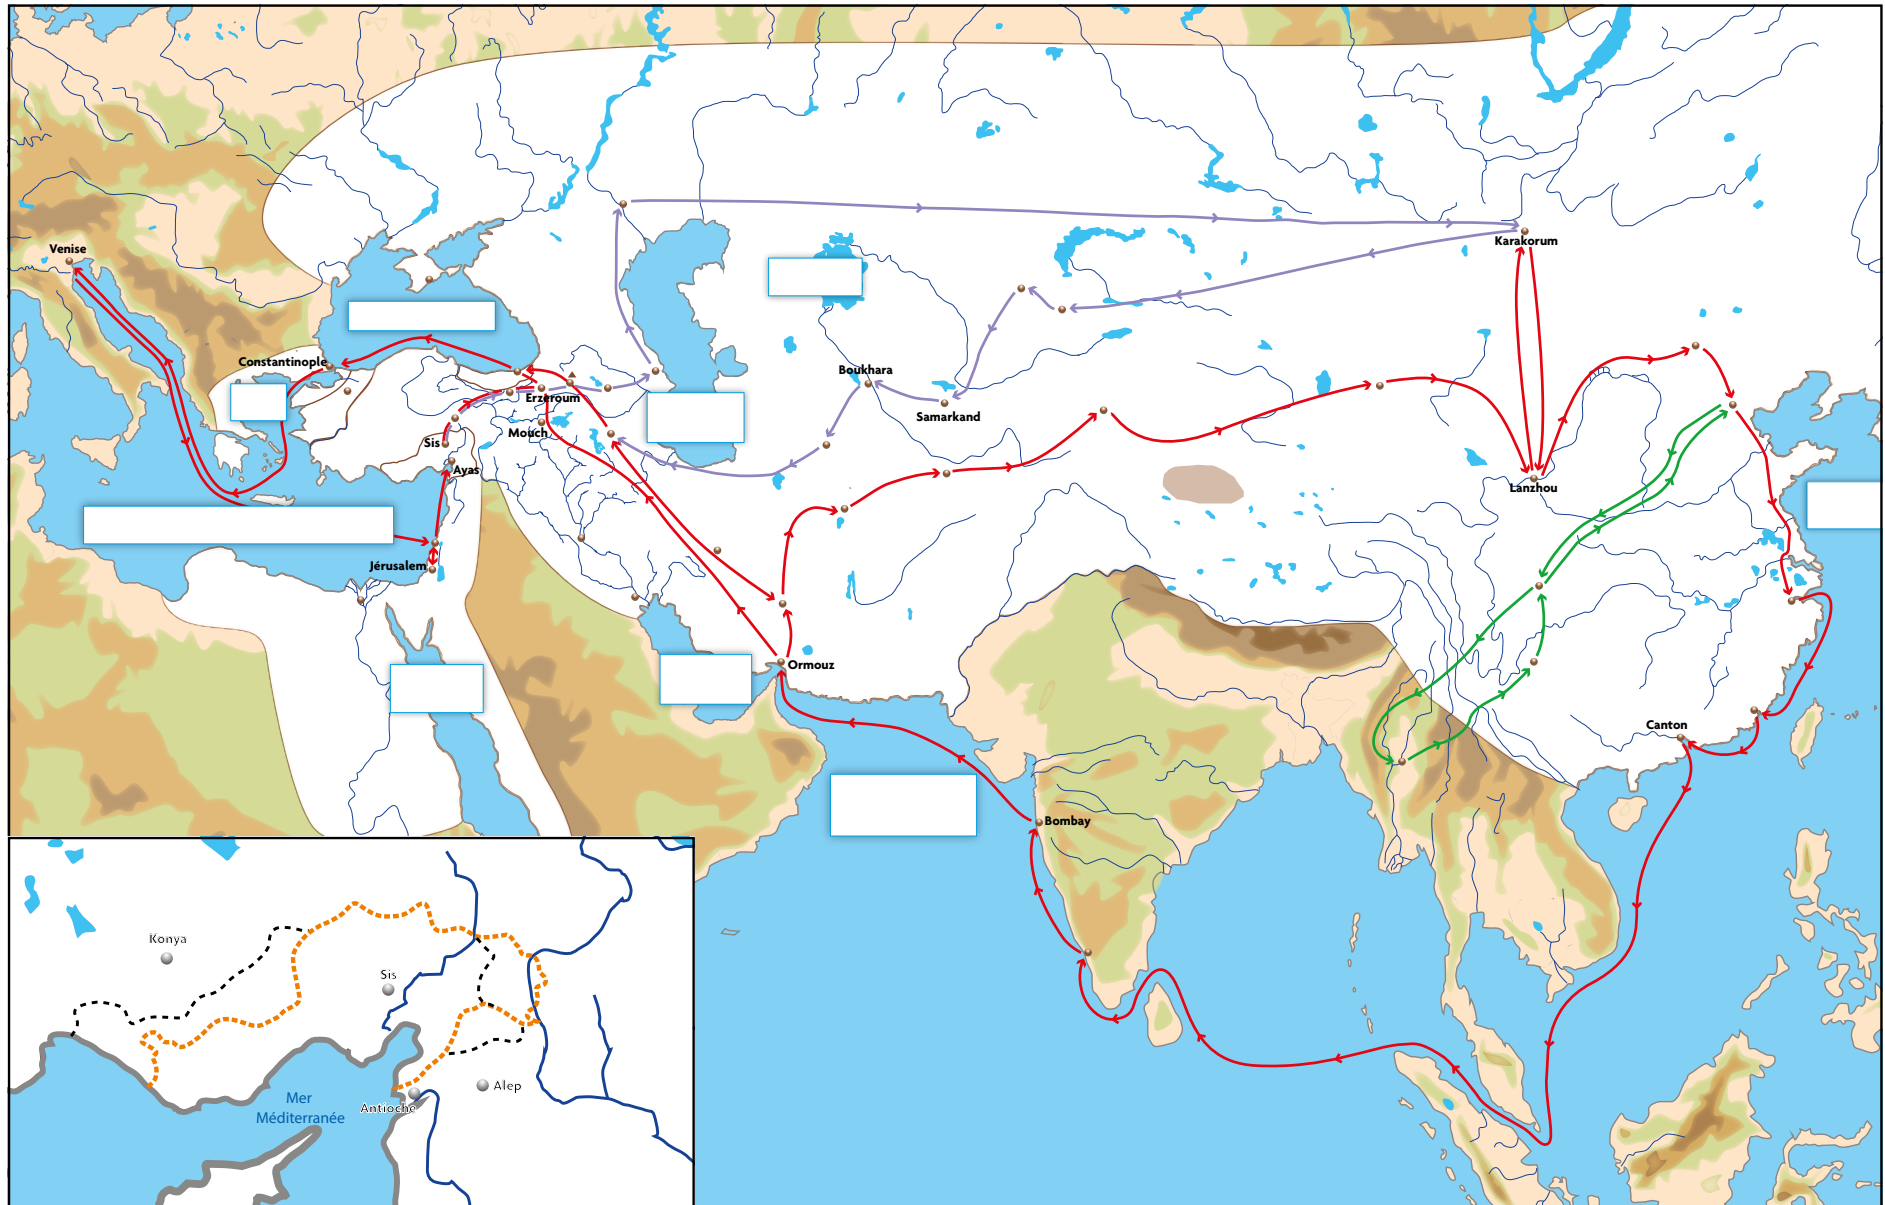 Karakorum
Venise
Constantinople
Boukhara
Erzeroum
Samarkand
Mouch
Sis
Ayas
Lanzhou
Jérusalem
Ormouz
Canton
Bombay
Konya
Sis
Alep
Mer
Antioche
Méditerranée